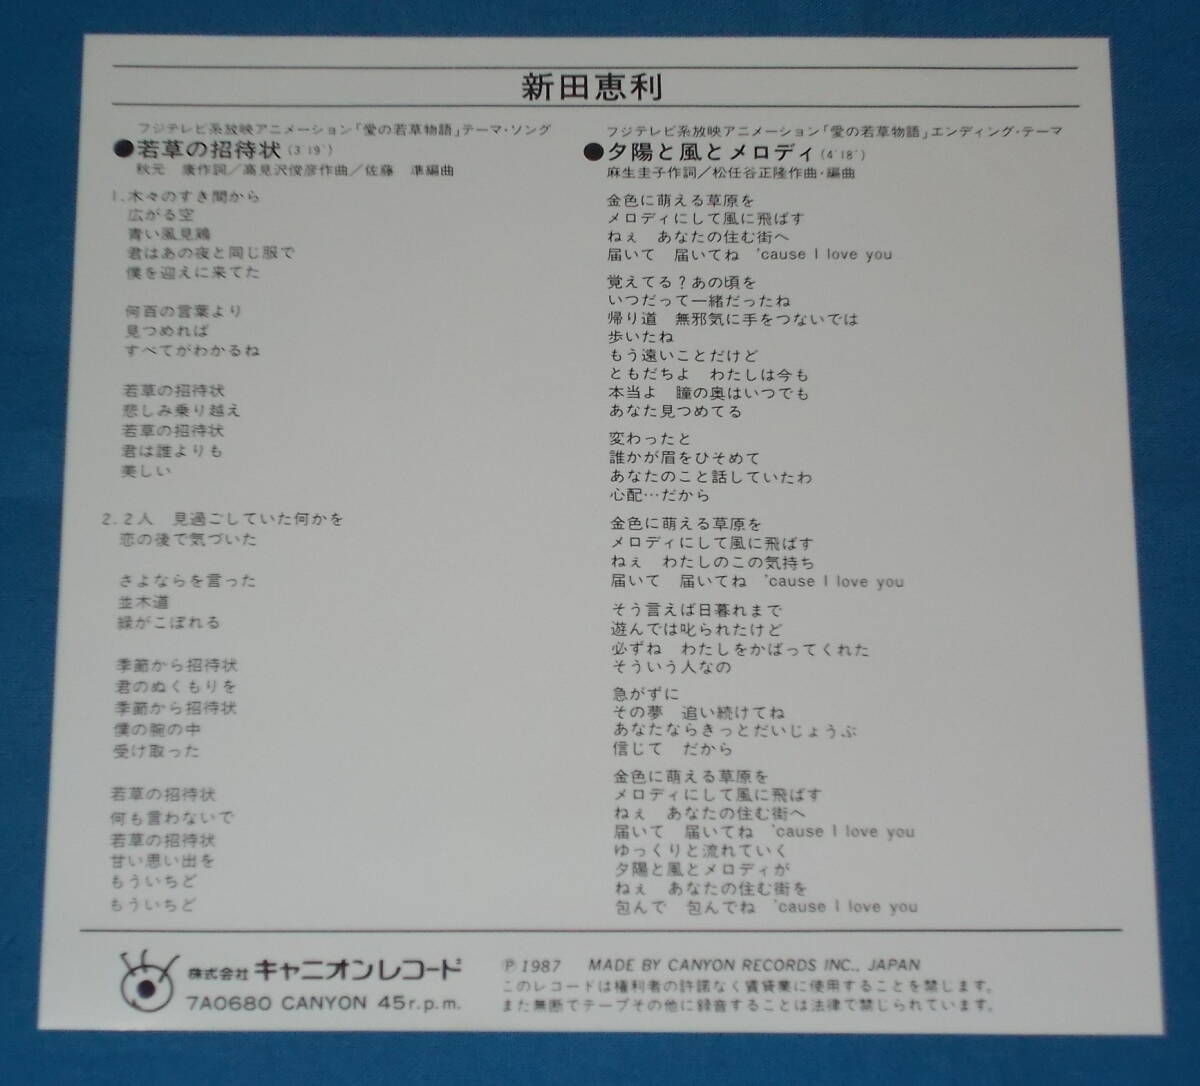 新田恵利
フジテレビ系放映アニメーション「愛の若草物語」テーマ・ソング
●若草の招待状(3'19")
秋元　康作詞／高見沢俊彦作曲／佐藤　準編曲
1.木々のすき間から
広がる空
青い風見鶏
君はあの夜と同じ服で
僕を迎えに来てた
何百の言葉より
見つめれば
すべてがわかるね
若草の招待状
悲しみ乗り越え
若草の招待状
君は誰よりも
美しい
2.2人　見過ごしていた何かを
恋の後で気づいた
さよならを言った
並木道
緑がこぼれる
季節から招待状
君のぬくもりを
季節から招待状
僕の腕の中
受け取った
若草の招待状
何も言わないで
若草の招待状
甘い思い出を
もういちど
もういちど
フジテレビ系放映アニメーション「愛の若草物語」エンディング・テーマ
●夕陽と風とメロディ(4'18")
麻生圭子作詞／松任谷正隆作曲・編曲
金色に萌える草原を
メロディにして風に飛ばす
ねぇ　あなたの住む街へ
届いて　届いてね　'cause I love you
覚えてる？あの頃を
いつだって一緒だったね
帰り道　無邪気に手をつないでは
歩いたね
もう遠いことだけど
ともだちよ　わたしは今も
本当よ　瞳の奥はいつでも
あなた見つめてる
変わったと
誰かが眉をひそめて
あなたのこと話していたわ
心配…だから
金色に萌える草原を
メロディにして風に飛ばす
ねぇ　わたしのこの気持ち
届いて　届いてね　'cause I love you
そう言えば日暮れまで
遊んでは叱られたけど
必ずね　わたしをかばってくれた
そういう人なの
急がずに
その夢　追い続けてね
あなたならきっとだいじょうぶ
信じて　だから
金色に萌える草原を
メロディにして風に飛ばす
ねぇ　あなたの住む街へ
届いて　届いてね　'cause I love you
ゆっくりと流れていく
夕陽と風とメロディが
ねぇ　あなたの住む街を
包んで　包んでね　'cause I love you
株式会社 キャニオンレコード
7A0680 CANYON 45r.p.m.
Ⓟ1987　MADE BY CANYON RECORDS INC., JAPAN
このレコードは権利者の許諾なく賃貸業に使用することを禁じます。
また無断でテープその他に録音することは法律で禁じられています。